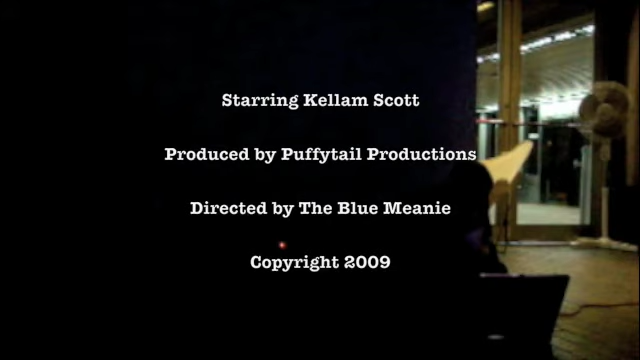 Starring Kellam Scott
Produced by Puffytail Productions
Directed by The Blue Meanie
Copyright 2009